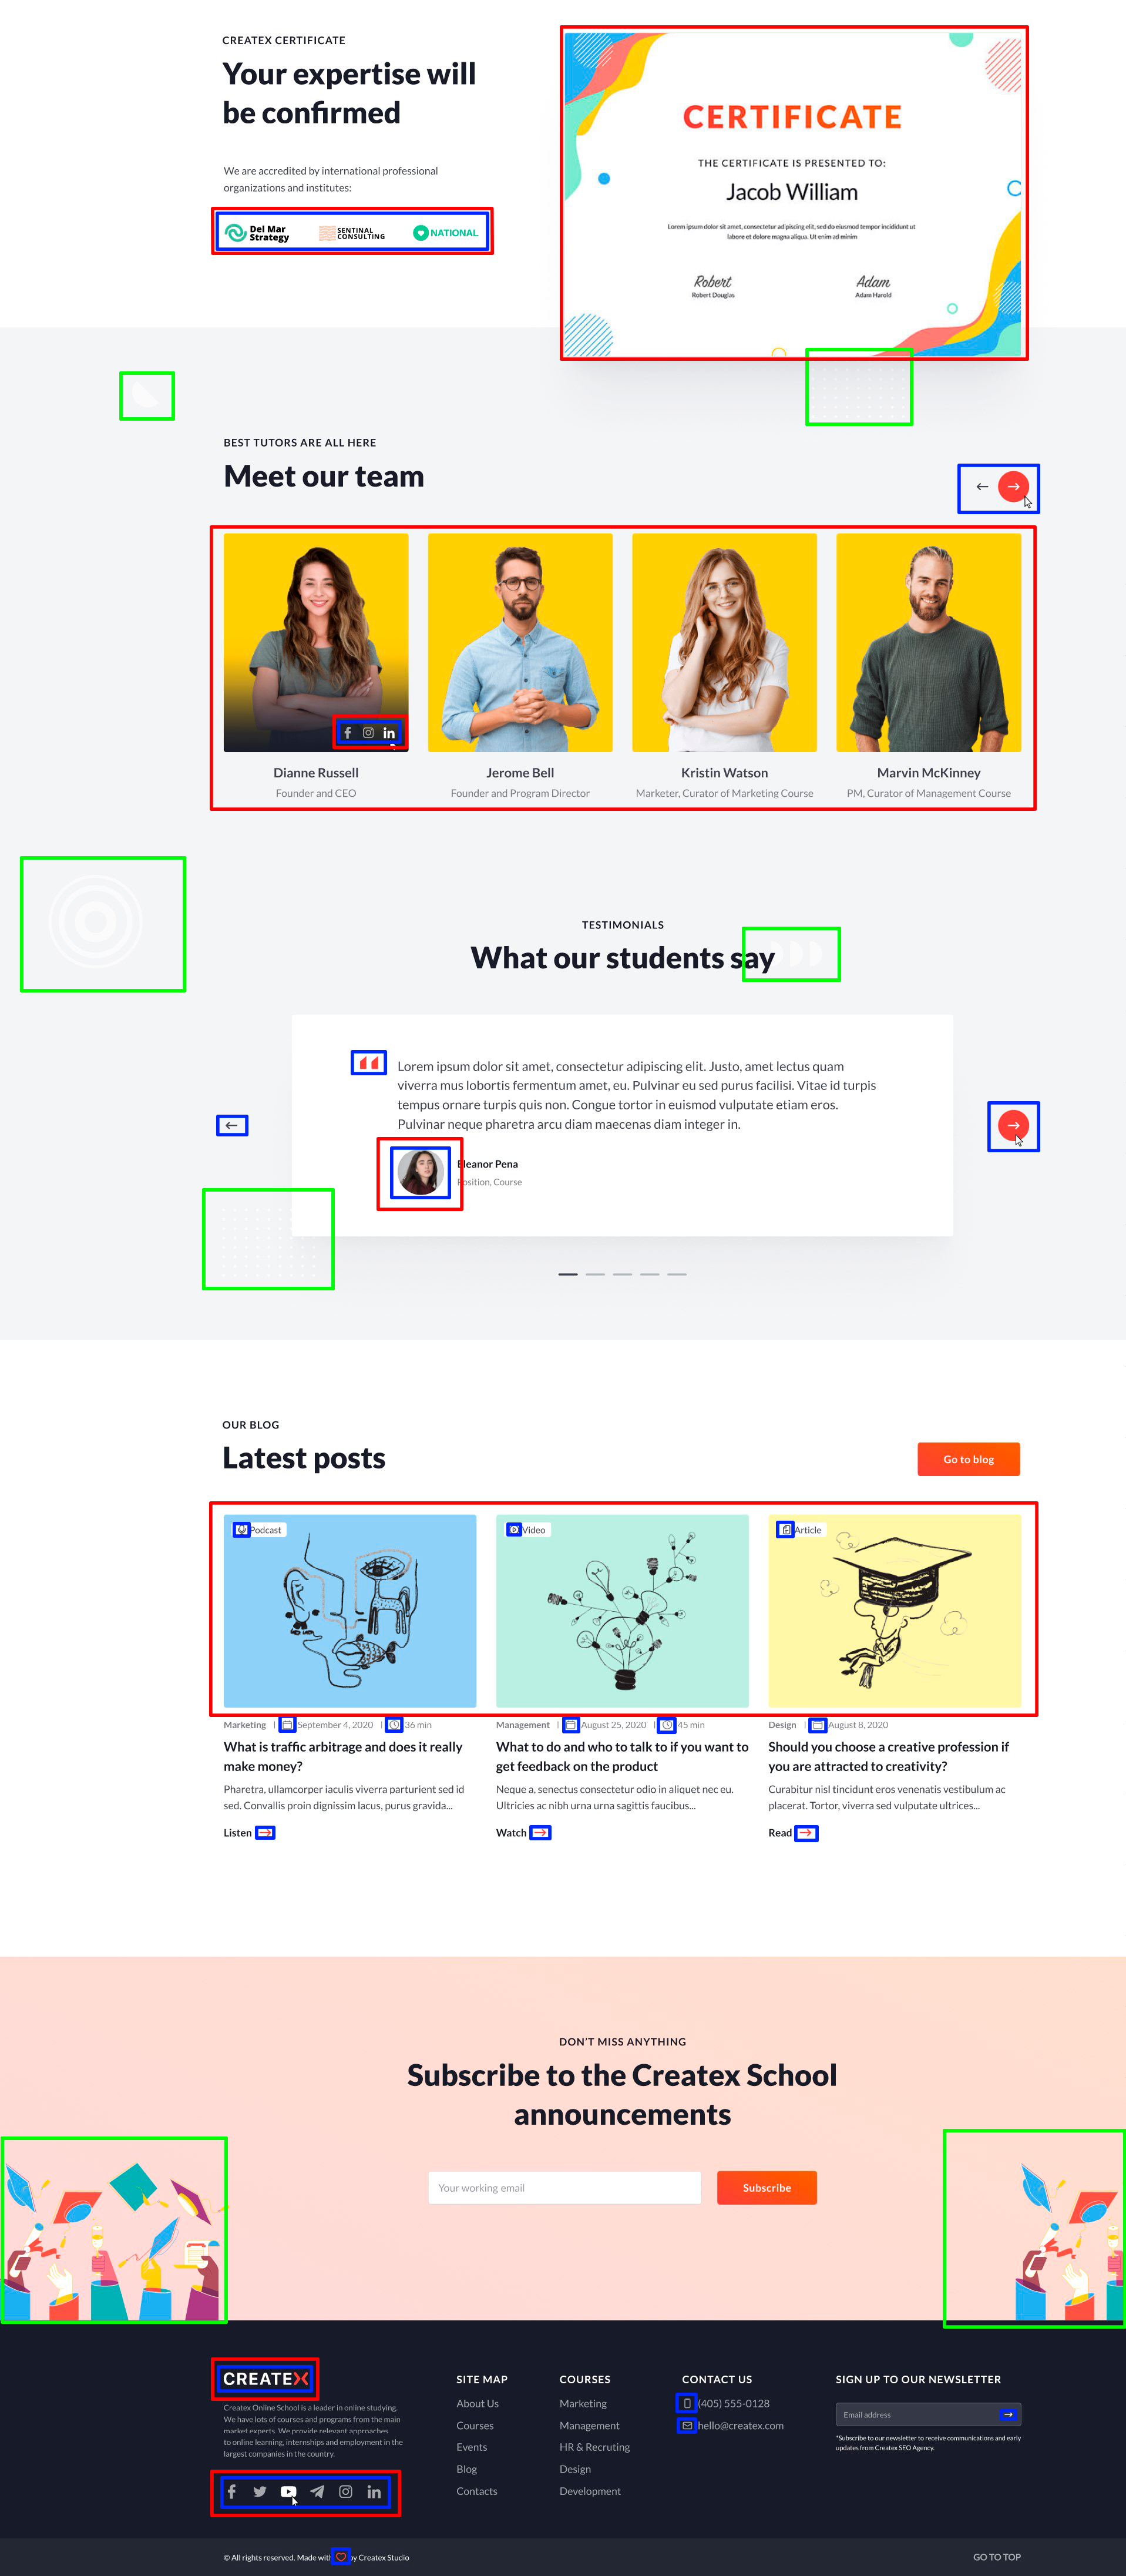 CREATEX CERTIFICATE
Your expertise will
be confirmed
We are accredited by international professional
organizations and institutes:
Del Mar
Strategy
SENTINAL
CONSULTING
NATIONAL
CERTIFICATE
THE CERTIFICATE IS PRESENTED TO:
Jacob William
Lorem ipsum dolor sit amet, consectetur adipiscing elit, sed do eiusmod tempor incididunt ut
labore et dolore magna aliqua. Ut enim ad minim
Robert
Robert Douglas
Adam
Adam Harold
BEST TUTORS ARE ALL HERE
Meet our team
Dianne Russell
Founder and CEO
Jerome Bell
Founder and Program Director
Kristin Watson
Marketer, Curator of Marketing Course
Marvin McKinney
PM, Curator of Management Course
TESTIMONIALS
What our students say
Lorem ipsum dolor sit amet, consectetur adipiscing elit. Justo, amet lectus quam
viverra mus lobortis fermentum amet, eu. Pulvinar eu sed purus facilisi. Vitae id turpis
tempus ornare turpis quis non. Congue tortor in euismod vulputate etiam eros.
Pulvinar neque pharetra arcu diam maecenas diam integer in.
Eleanor Pena
Position, Course
OUR BLOG
Latest posts
Go to blog
Podcast
Video
Article
Marketing | September 4, 2020 | 36 min
What is traffic arbitrage and does it really
make money?
Pharetra, ullamcorper iaculis viverra parturient sed id
sed. Convallis proin dignissim lacus, purus gravida...
Listen
Management | August 25, 2020 | 45 min
What to do and who to talk to if you want to
get feedback on the product
Neque a, senectus consectetur odio in aliquet nec eu.
Ultricies ac nibh urna urna sagittis faucibus...
Watch
Design | August 8, 2020
Should you choose a creative profession if
you are attracted to creativity?
Curabitur nisl tincidunt eros venenatis vestibulum ac
placerat. Tortor, viverra sed vulputate ultrices...
Read
DON'T MISS ANYTHING
Subscribe to the Createx School
announcements
Your working email
Subscribe
CREATEX
Createx Online School is a leader in online studying.
We have lots of courses and programs from the main
market experts. We provide relevant approaches
to online learning, internships and employment in the
largest companies in the country.
SITE MAP
About Us
Courses
Events
Blog
Contacts
COURSES
Marketing
Management
HR & Recruting
Design
Development
CONTACT US
(405) 555-0128
hello@createx.com
SIGN UP TO OUR NEWSLETTER
Email address
*Subscribe to our newsletter to receive communications and early
updates from Createx SEO Agency.
© All rights reserved. Made with by Createx Studio
GO TO TOP